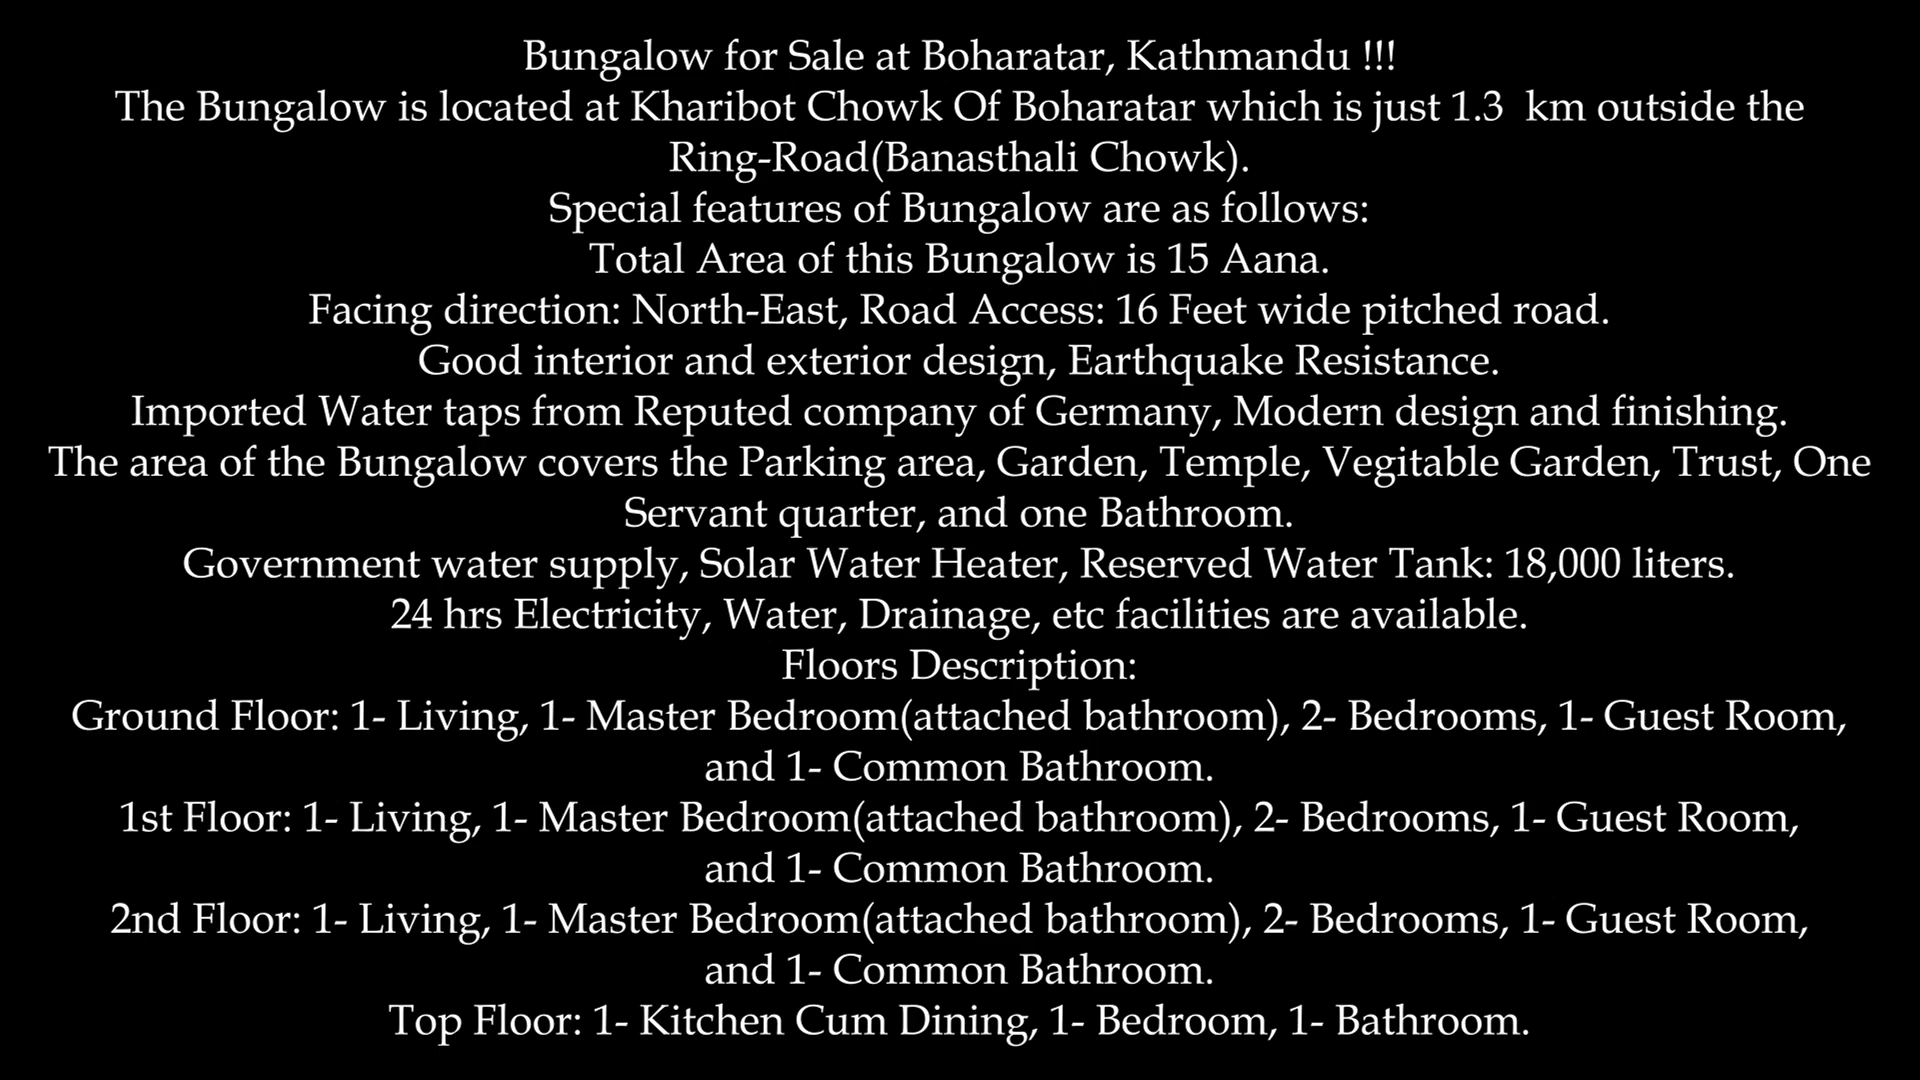 Bungalow for Sale at Boharatar, Kathmandu !!!
The Bungalow is located at Kharibot Chowk Of Boharatar which is just 1.3  km outside the
Ring-Road(Banasthali Chowk).
Special features of Bungalow are as follows:
Total Area of this Bungalow is 15 Aana.
Facing direction: North-East, Road Access: 16 Feet wide pitched road.
Good interior and exterior design, Earthquake Resistance.
Imported Water taps from Reputed company of Germany, Modern design and finishing.
The area of the Bungalow covers the Parking area, Garden, Temple, Vegitable Garden, Trust, One
Servant quarter, and one Bathroom.
Government water supply, Solar Water Heater, Reserved Water Tank: 18,000 liters.
24 hrs Electricity, Water, Drainage, etc facilities are available.
Floors Description:
Ground Floor: 1- Living, 1- Master Bedroom(attached bathroom), 2- Bedrooms, 1- Guest Room,
and 1- Common Bathroom.
1st Floor: 1- Living, 1- Master Bedroom(attached bathroom), 2- Bedrooms, 1- Guest Room,
and 1- Common Bathroom.
2nd Floor: 1- Living, 1- Master Bedroom(attached bathroom), 2- Bedrooms, 1- Guest Room,
and 1- Common Bathroom.
Top Floor: 1- Kitchen Cum Dining, 1- Bedroom, 1- Bathroom.